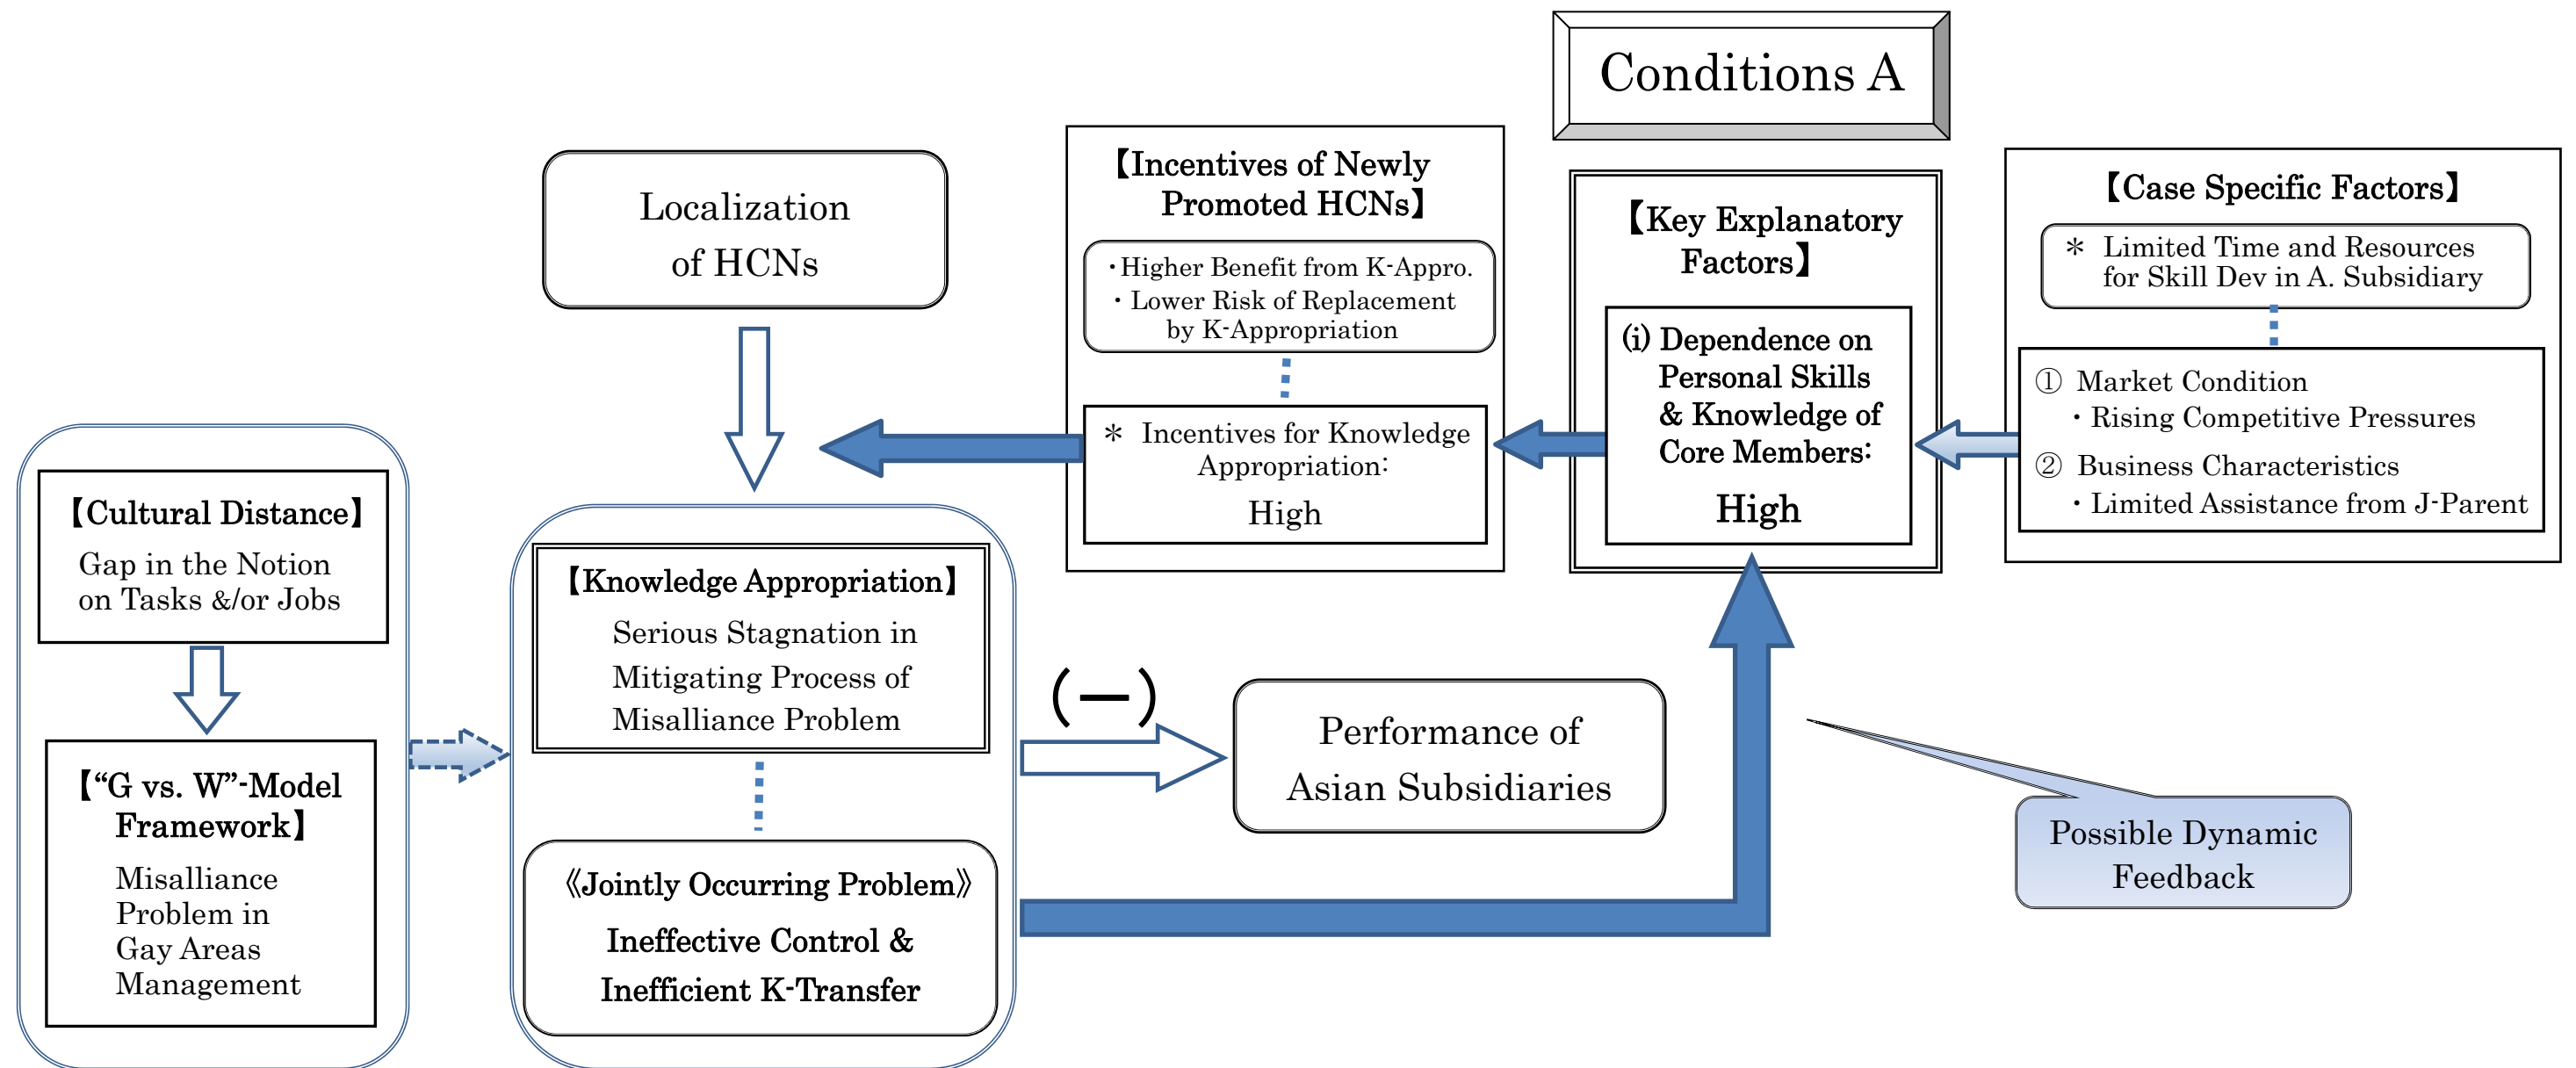 Conditions A
Localization
of HCNs
【Incentives of Newly
Promoted HCNs】
・Higher Benefit from K-Appro.
・Lower Risk of Replacement
by K-Appropriation
＊ Incentives for Knowledge
Appropriation:
High
【Key Explanatory
Factors】
(i) Dependence on
Personal Skills
& Knowledge of
Core Members:
High
【Case Specific Factors】
＊ Limited Time and Resources
for Skill Dev in A. Subsidiary
① Market Condition
・Rising Competitive Pressures
② Business Characteristics
・Limited Assistance from J-Parent
【Cultural Distance】
Gap in the Notion
on Tasks &/or Jobs
【“G vs. W”-Model
Framework】
Misalliance
Problem in
Gay Areas
Management
【Knowledge Appropriation】
Serious Stagnation in
Mitigating Process of
Misalliance Problem
《Jointly Occurring Problem》
Ineffective Control &
Inefficient K-Transfer
(－)
Performance of
Asian Subsidiaries
Possible Dynamic
Feedback